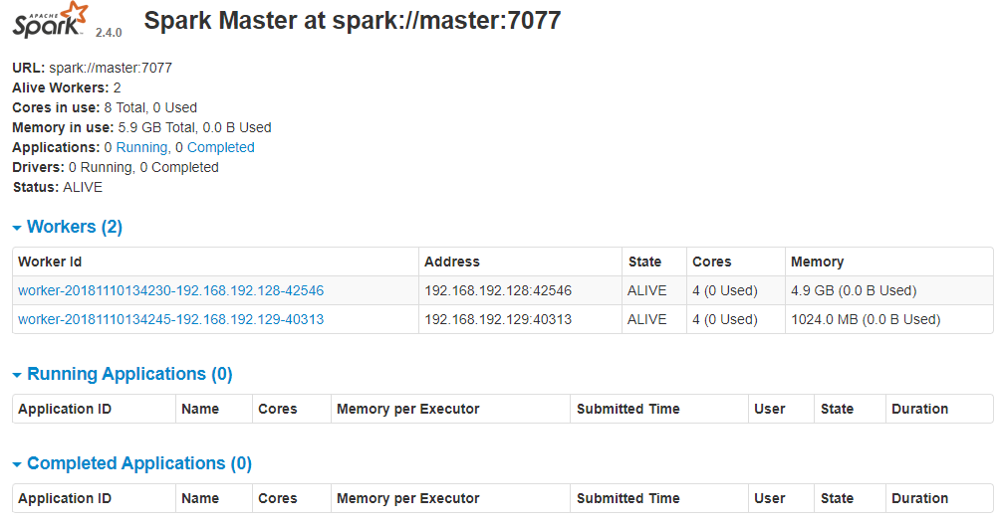 APACHE
Spark 2.4.0 Spark Master at spark://master:7077
URL: spark://master:7077
Alive Workers: 2
Cores in use: 8 Total, 0 Used
Memory in use: 5.9 GB Total, 0.0 B Used
Applications: 0 Running, 0 Completed
Drivers: 0 Running, 0 Completed
Status: ALIVE
Workers (2)
Worker Id Address State Cores Memory
worker-20181110134230-192.168.192.128-42546 192.168.192.128:42546 ALIVE 4 (0 Used) 4.9 GB (0.0 B Used)
worker-20181110134245-192.168.192.129-40313 192.168.192.129:40313 ALIVE 4 (0 Used) 1024.0 MB (0.0 B Used)
Running Applications (0)
Application ID Name Cores Memory per Executor Submitted Time User State Duration
Completed Applications (0)
Application ID Name Cores Memory per Executor Submitted Time User State Duration